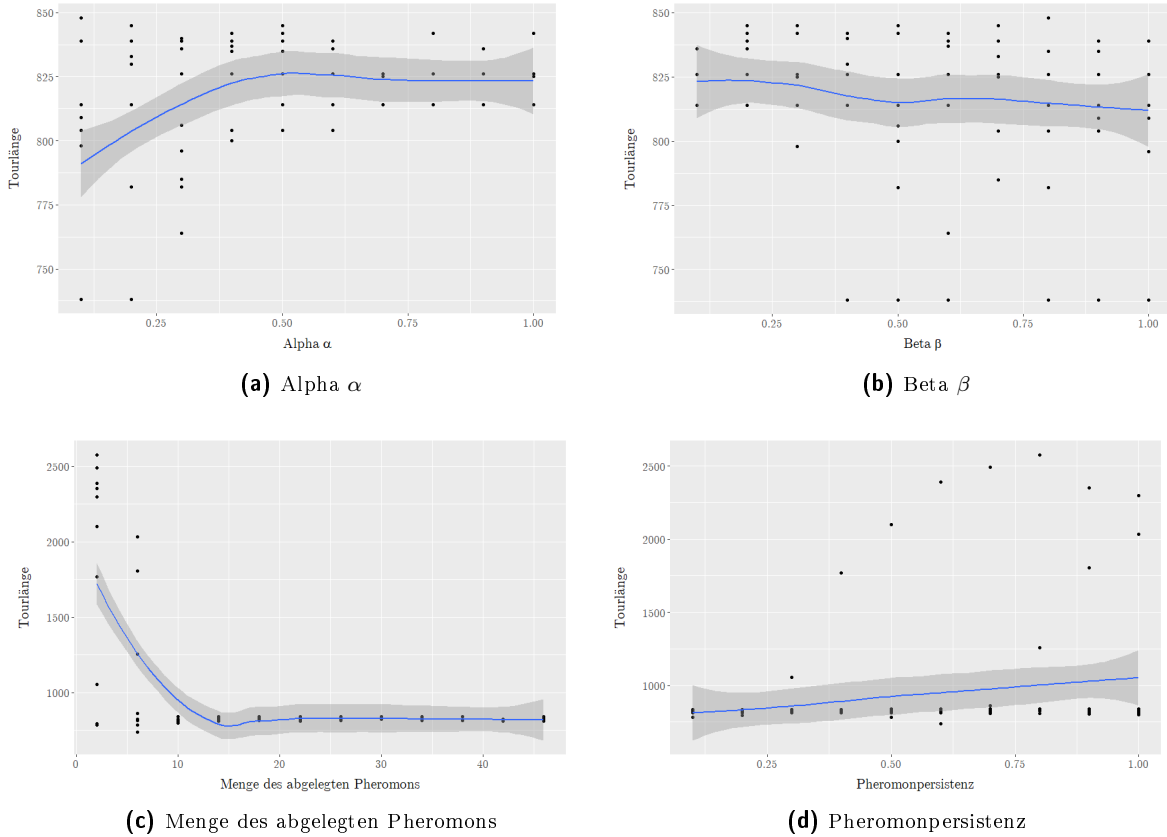 850
825
800
775
750
Tourlänge
0.25 0.50 0.75 1.00
Alpha α
(a) Alpha α
850
825
800
775
750
Tourlänge
0.25 0.50 0.75 1.00
Beta β
(b) Beta β
2500
2000
1500
1000
Tourlänge
0 10 20 30 40
Menge des abgelegten Pheromons
(c) Menge des abgelegten Pheromons
2500
2000
1500
1000
Tourlänge
0.25 0.50 0.75 1.00
Pheromonpersistenz
(d) Pheromonpersistenz